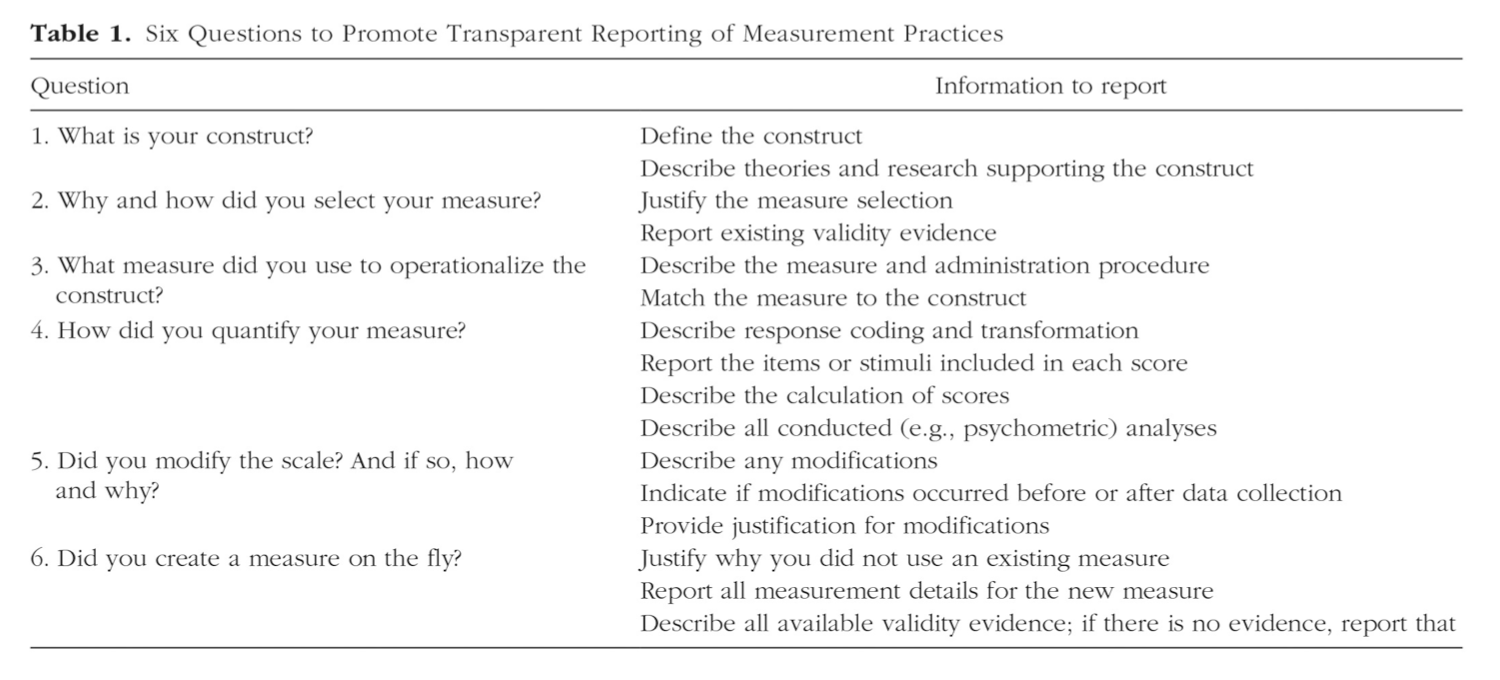 Table 1. Six Questions to Promote Transparent Reporting of Measurement Practices
Question Information to report
1. What is your construct? Define the construct
Describe theories and research supporting the construct
2. Why and how did you select your measure? Justify the measure selection
Report existing validity evidence
3. What measure did you use to operationalize the Describe the measure and administration procedure
construct? Match the measure to the construct
4. How did you quantify your measure? Describe response coding and transformation
Report the items or stimuli included in each score
Describe the calculation of scores
Describe all conducted (e.g., psychometric) analyses
5. Did you modify the scale? And if so, how Describe any modifications
and why? Indicate if modifications occurred before or after data collection
Provide justification for modifications
6. Did you create a measure on the fly? Justify why you did not use an existing measure
Report all measurement details for the new measure
Describe all available validity evidence; if there is no evidence, report that